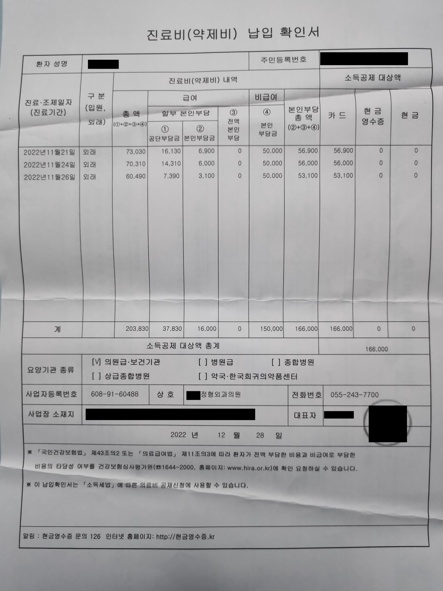 진료비(약제비) 납입 확인서
환자 성명
주민등록번호
진료·조제일자
(진료기간)
구 분
(입원,
외래)
진료비(약제비) 내역
소득공제 대상액
총 액
(①+②+③+④)
급여
비급여
일부 본인부담
①
공단부담금
②
본인부담금
③
전액
본인
부담
④
본인
부담금
본인부담
총 액
(②+③+④)
카 드
현 금
영수증
현 금
2022년11월21일 외래 73,030 16,130 6,900 0 50,000 56,900 56,900 0 0
2022년11월24일 외래 70,310 14,310 6,000 0 50,000 56,000 56,000 0 0
2022년11월26일 외래 60,490 7,390 3,100 0 50,000 53,100 53,100 0 0
계 203,830 37,830 16,000 0 150,000 166,000 166,000 0 0
소득공제 대상액 총계 166,000
요양기관 종류
[√] 의원급·보건기관 [ ] 병원급 [ ] 종합병원
[ ] 상급종합병원 [ ] 약국·한국희귀의약품센터
사업자등록번호 608-91-60488 상 호 정형외과의원 전화번호 055-243-7700
사업장 소재지 대표자
2022 년 12 월 28 일
* 「국민건강보험법」 제43조의2 또는 「의료급여법」 제11조의3에 따라 환자가 전액 부담한 비용과 비급여로 부담한
비용의 타당성 여부를 건강보험심사평가원(☎1644-2000, 홈페이지: www.hira.or.kr)에 확인 요청하실 수 있습니다.
* 이 납입확인서는 「소득세법」에 따른 의료비 공제신청에 사용할 수 있습니다.
알림 : 현금영수증 문의 126 인터넷 홈페이지: http://현금영수증.kr